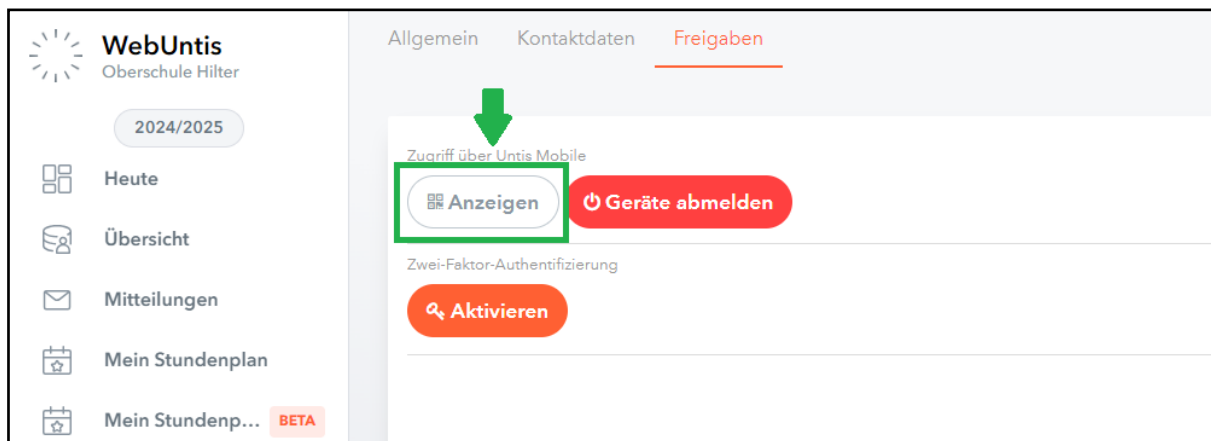 WebUntis
Oberschule Hilter
2024/2025
Heute
Übersicht
Mitteilungen
Mein Stundenplan
Mein Stundenp... BETA
Allgemein Kontaktdaten Freigaben
Zugriff über Untis Mobile
Anzeigen Geräte abmelden
Zwei-Faktor-Authentifizierung
Aktivieren